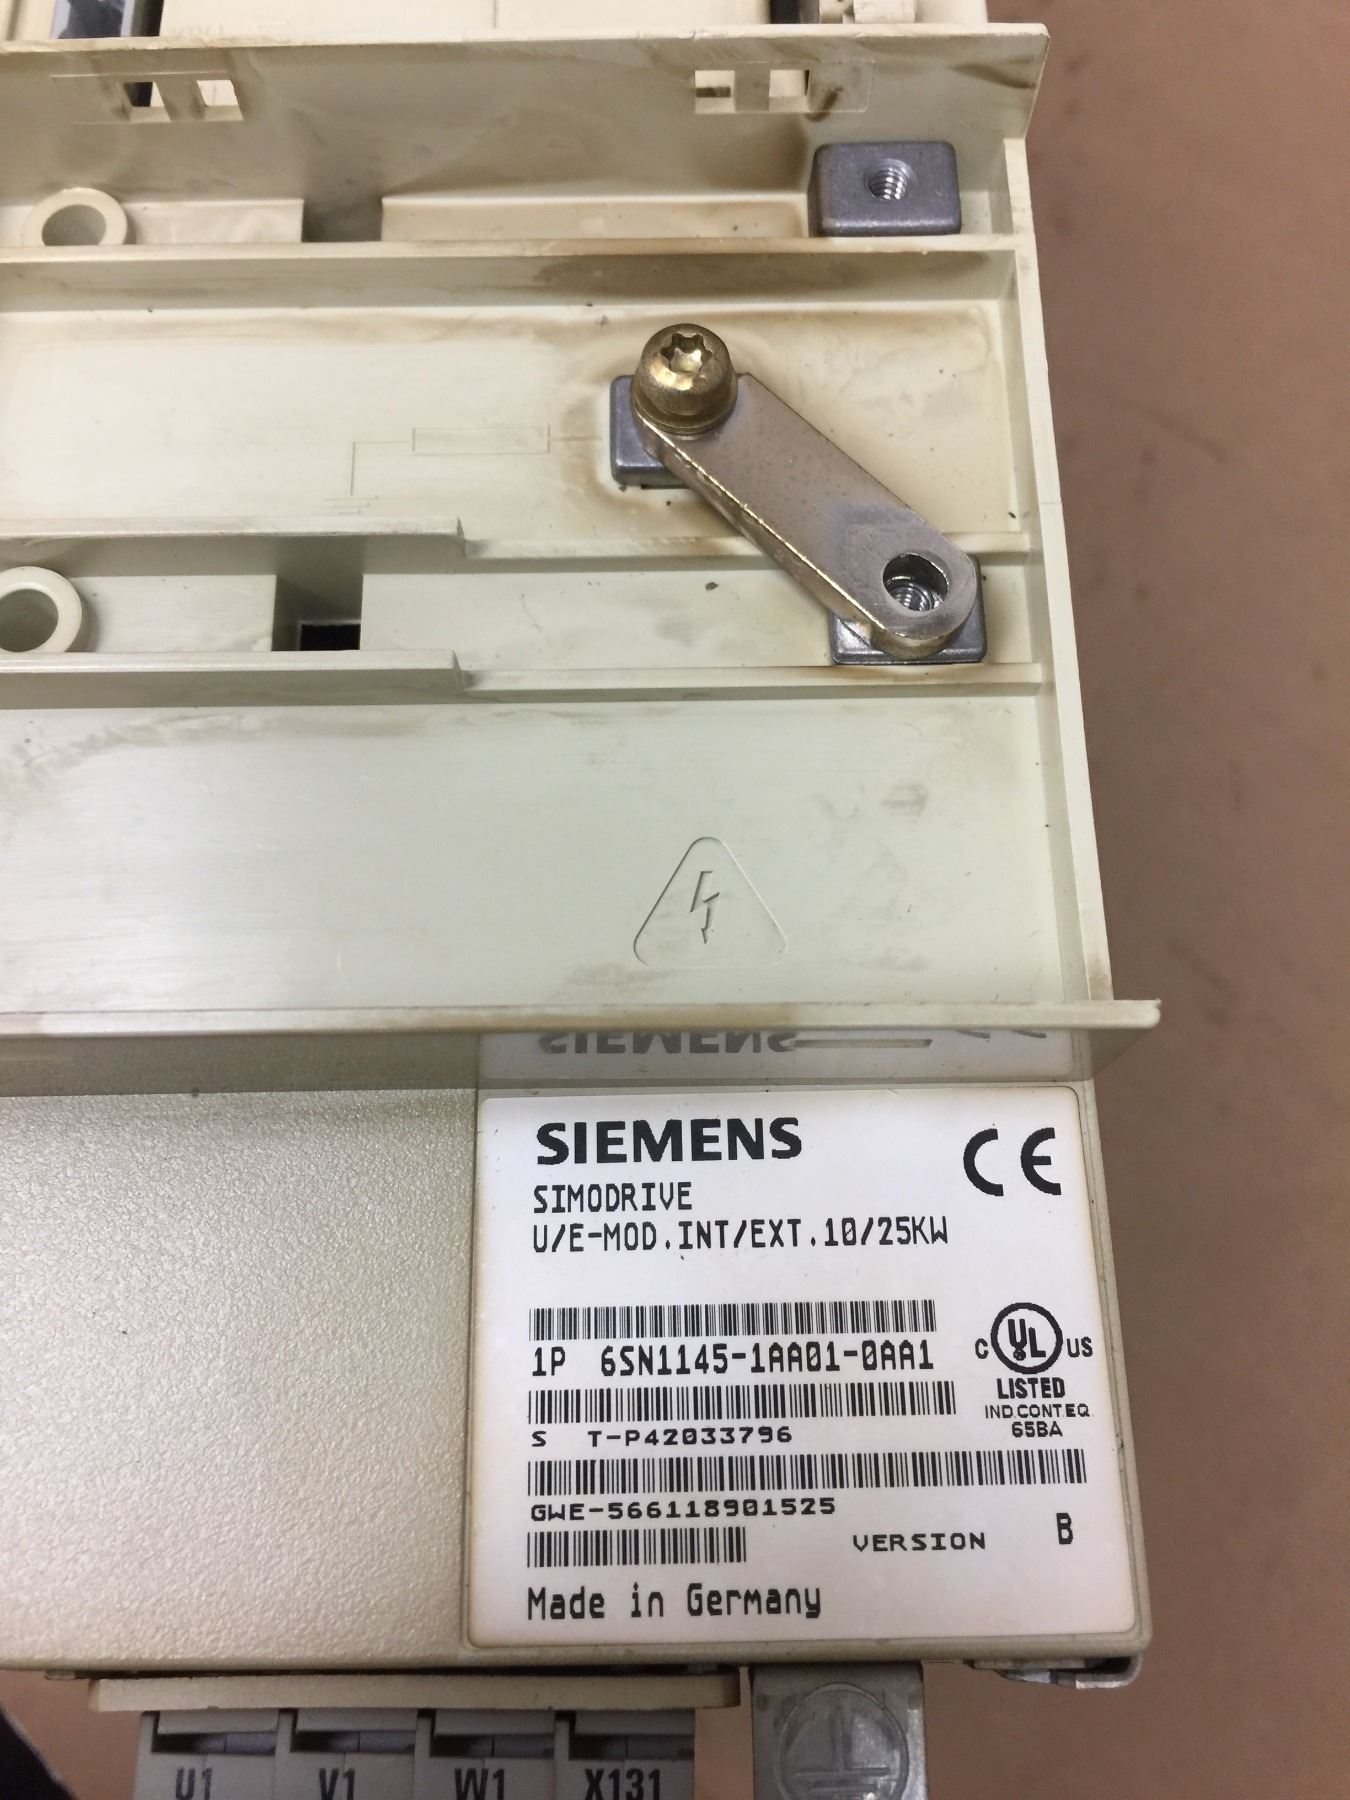 SIEMENS
CE
SIMODRIVE
U/E-MOD.INT/EXT.10/25KW
1P 6SN1145-1AA01-0AA1
C UL US
LISTED
IND.CONT.EQ.
65BA
S T-P42033796
GWE-566118901525
VERSION B
Made in Germany
U1 V1 W1 X131